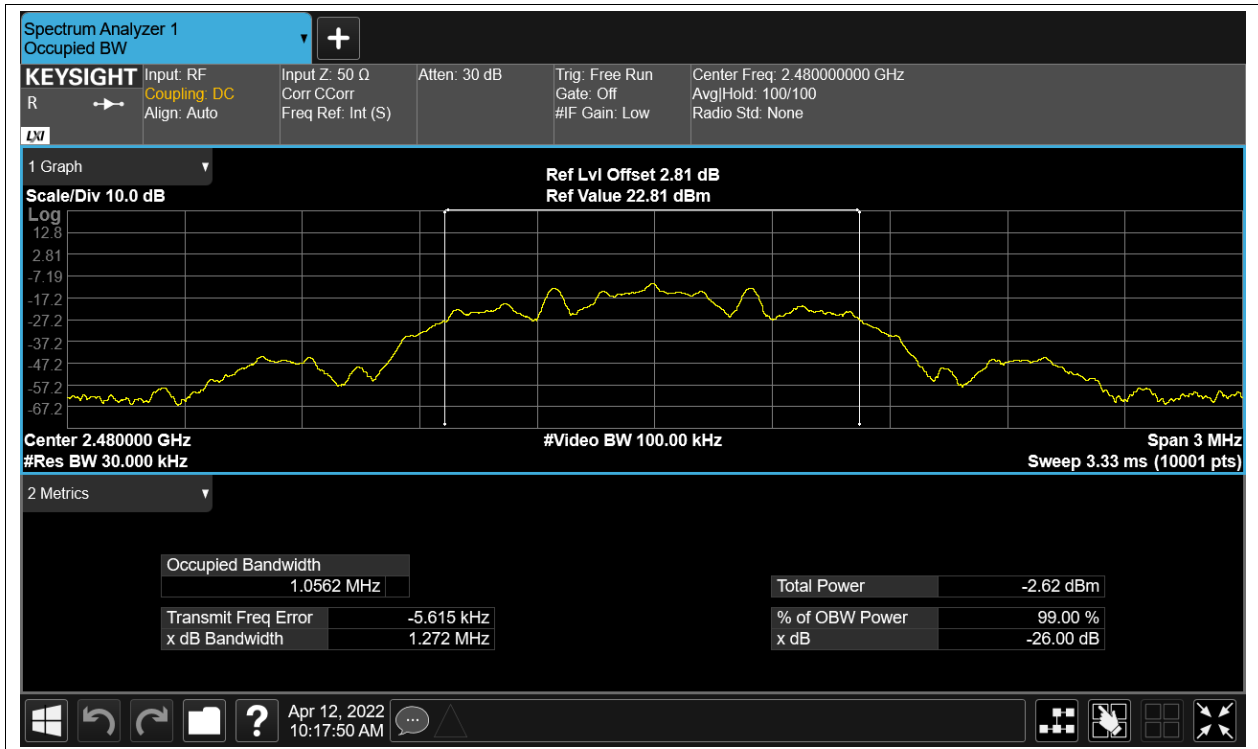 Spectrum Analyzer 1
Occupied BW
KEYSIGHT
R
LXI
Input: RF
Coupling: DC
Align: Auto
Input Z: 50 Ω
Corr CCorr
Freq Ref: Int (S)
Atten: 30 dB
Trig: Free Run
Gate: Off
#IF Gain: Low
Center Freq: 2.480000000 GHz
Avg|Hold: 100/100
Radio Std: None
1 Graph
Scale/Div 10.0 dB
Ref Lvl Offset 2.81 dB
Ref Value 22.81 dBm
Log
12.8
2.81
-7.19
-17.2
-27.2
-37.2
-47.2
-57.2
-67.2
Center 2.480000 GHz
#Video BW 100.00 kHz
Span 3 MHz
#Res BW 30.000 kHz
Sweep 3.33 ms (10001 pts)
2 Metrics
Occupied Bandwidth
1.0562 MHz
Transmit Freq Error -5.615 kHz
x dB Bandwidth 1.272 MHz
Total Power -2.62 dBm
% of OBW Power 99.00 %
x dB -26.00 dB
?
Apr 12, 2022
10:17:50 AM